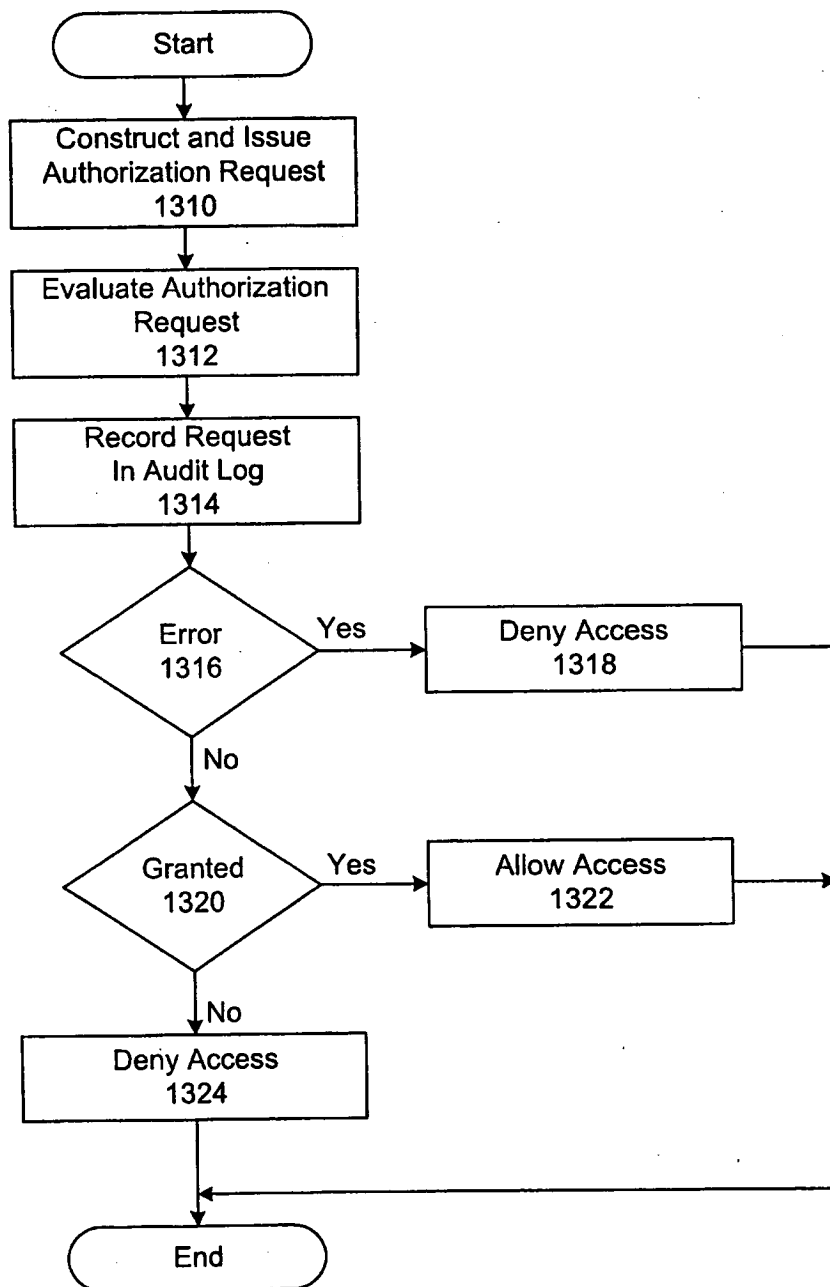 Start
Construct and Issue
Authorization Request
1310
Evaluate Authorization
Request
1312
Record Request
In Audit Log
1314
Error
1316
Yes
Deny Access
1318
No
Granted
1320
Yes
Allow Access
1322
No
Deny Access
1324
End